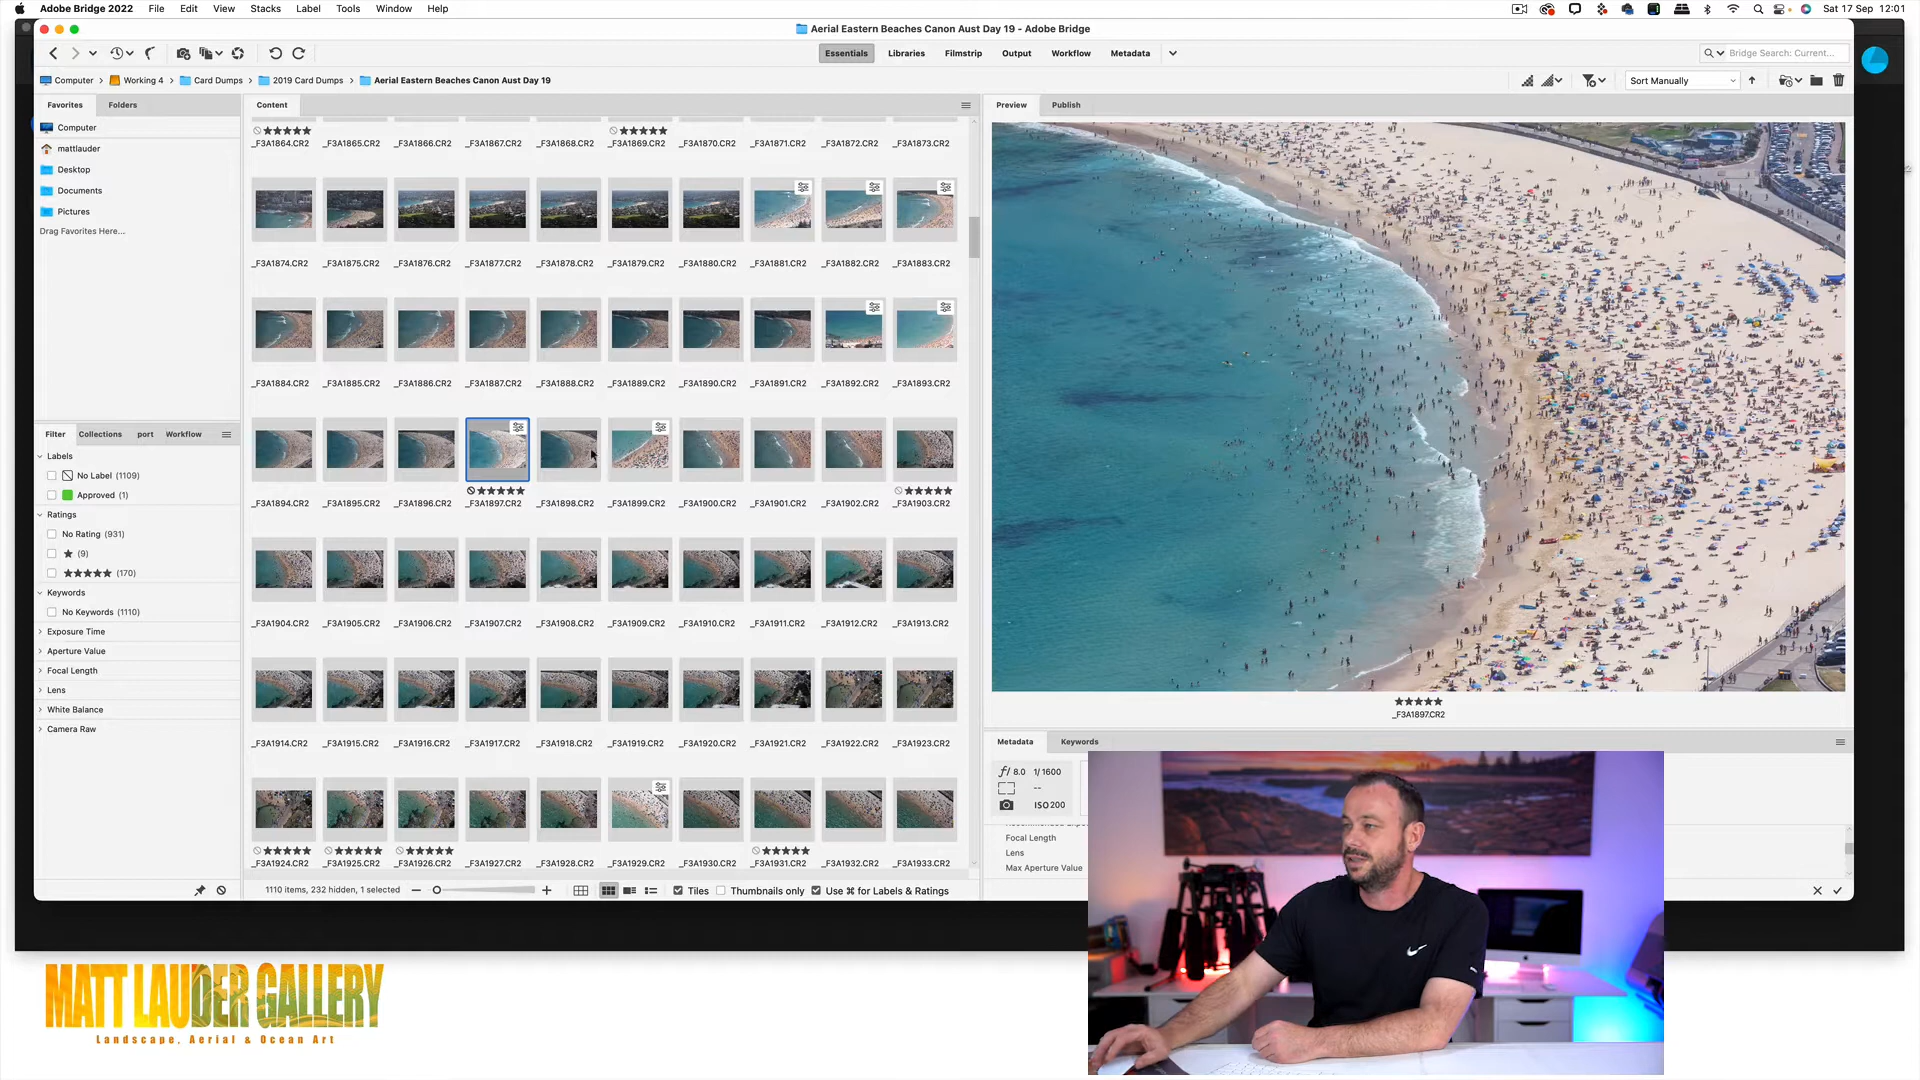 Adobe Bridge 2022 File Edit View Stacks Label Tools Window Help Sat 17 Sep 12:01
Aerial Eastern Beaches Canon Aust Day 19 - Adobe Bridge
Essentials Libraries Filmstrip Output Workflow Metadata Bridge Search: Current...
Computer Working 4 Card Dumps 2019 Card Dumps Aerial Eastern Beaches Canon Aust Day 19 Sort Manually
Favorites Folders
Computer
mattlauder
Desktop
Documents
Pictures
Drag Favorites Here...
Filter Collections port Workflow
Labels
No Label (1109)
Approved (1)
Ratings
No Rating (931)
★ (9)
★★★★★ (170)
Keywords
No Keywords (1110)
Exposure Time
Aperture Value
Focal Length
Lens
White Balance
Camera Raw
Content
_F3A1864.CR2 _F3A1865.CR2 _F3A1866.CR2 _F3A1867.CR2 _F3A1868.CR2 _F3A1869.CR2 _F3A1870.CR2 _F3A1871.CR2 _F3A1872.CR2 _F3A1873.CR2
_F3A1874.CR2 _F3A1875.CR2 _F3A1876.CR2 _F3A1877.CR2 _F3A1878.CR2 _F3A1879.CR2 _F3A1880.CR2 _F3A1881.CR2 _F3A1882.CR2 _F3A1883.CR2
_F3A1884.CR2 _F3A1885.CR2 _F3A1886.CR2 _F3A1887.CR2 _F3A1888.CR2 _F3A1889.CR2 _F3A1890.CR2 _F3A1891.CR2 _F3A1892.CR2 _F3A1893.CR2
_F3A1894.CR2 _F3A1895.CR2 _F3A1896.CR2 _F3A1897.CR2 _F3A1898.CR2 _F3A1899.CR2 _F3A1900.CR2 _F3A1901.CR2 _F3A1902.CR2 _F3A1903.CR2
_F3A1904.CR2 _F3A1905.CR2 _F3A1906.CR2 _F3A1907.CR2 _F3A1908.CR2 _F3A1909.CR2 _F3A1910.CR2 _F3A1911.CR2 _F3A1912.CR2 _F3A1913.CR2
_F3A1914.CR2 _F3A1915.CR2 _F3A1916.CR2 _F3A1917.CR2 _F3A1918.CR2 _F3A1919.CR2 _F3A1920.CR2 _F3A1921.CR2 _F3A1922.CR2 _F3A1923.CR2
_F3A1924.CR2 _F3A1925.CR2 _F3A1926.CR2 _F3A1927.CR2 _F3A1928.CR2 _F3A1929.CR2 _F3A1930.CR2 _F3A1931.CR2 _F3A1932.CR2 _F3A1933.CR2
1110 items, 232 hidden, 1 selected Tiles Thumbnails only Use ⌘ for Labels & Ratings
Preview Publish
★★★★★
_F3A1897.CR2
Metadata Keywords
ƒ/ 8.0 1/1600
--
ISO200
Focal Length
Lens
Max Aperture Value
MATT LAUDER GALLERY
Landscape, Aerial & Ocean Art